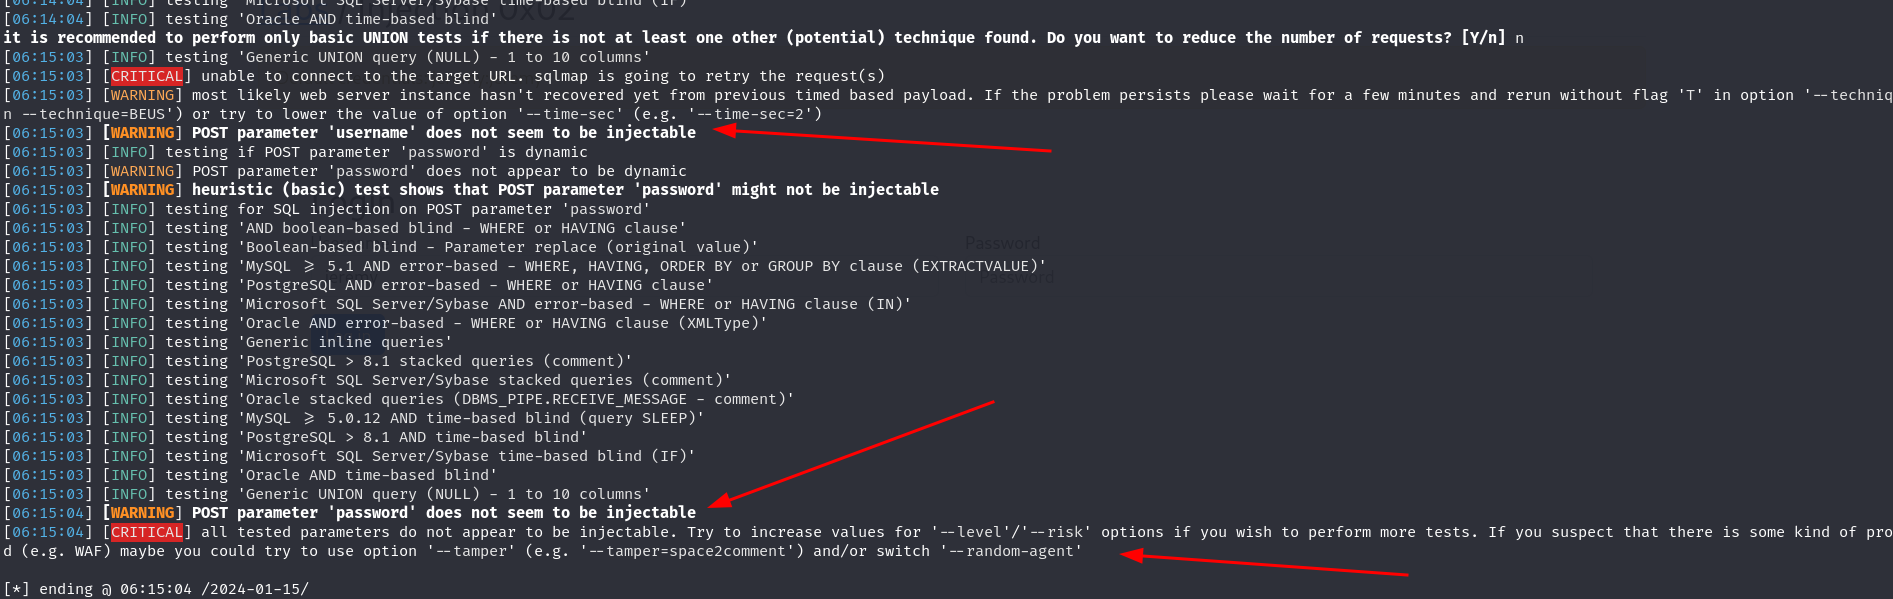 [06:14:04] [INFO] testing 'Microsoft SQL Server/Sybase time-based blind (IF)'
[06:14:04] [INFO] testing 'Oracle AND time-based blind'
it is recommended to perform only basic UNION tests if there is not at least one other (potential) technique found. Do you want to reduce the number of requests? [Y/n] n
[06:15:03] [INFO] testing 'Generic UNION query (NULL) - 1 to 10 columns'
[06:15:03] [CRITICAL] unable to connect to the target URL. sqlmap is going to retry the request(s)
[06:15:03] [WARNING] most likely web server instance hasn't recovered yet from previous timed based payload. If the problem persists please wait for a few minutes and rerun without flag 'T' in option '--techniq
n --technique=BEUS') or try to lower the value of option '--time-sec' (e.g. '--time-sec=2')
[06:15:03] [WARNING] POST parameter 'username' does not seem to be injectable
[06:15:03] [INFO] testing if POST parameter 'password' is dynamic
[06:15:03] [WARNING] POST parameter 'password' does not appear to be dynamic
[06:15:03] [WARNING] heuristic (basic) test shows that POST parameter 'password' might not be injectable
[06:15:03] [INFO] testing for SQL injection on POST parameter 'password'
[06:15:03] [INFO] testing 'AND boolean-based blind - WHERE or HAVING clause'
[06:15:03] [INFO] testing 'Boolean-based blind - Parameter replace (original value)'
Password
[06:15:03] [INFO] testing 'MySQL ≥ 5.1 AND error-based - WHERE, HAVING, ORDER BY or GROUP BY clause (EXTRACTVALUE)'
Password
[06:15:03] [INFO] testing 'PostgreSQL AND error-based - WHERE or HAVING clause'
[06:15:03] [INFO] testing 'Microsoft SQL Server/Sybase AND error-based - WHERE or HAVING clause (IN)'
[06:15:03] [INFO] testing 'Oracle AND error-based - WHERE or HAVING clause (XMLType)'
[06:15:03] [INFO] testing 'Generic inline queries'
[06:15:03] [INFO] testing 'PostgreSQL > 8.1 stacked queries (comment)'
[06:15:03] [INFO] testing 'Microsoft SQL Server/Sybase stacked queries (comment)'
[06:15:03] [INFO] testing 'Oracle stacked queries (DBMS_PIPE.RECEIVE_MESSAGE - comment)'
[06:15:03] [INFO] testing 'MySQL ≥ 5.0.12 AND time-based blind (query SLEEP)'
[06:15:03] [INFO] testing 'PostgreSQL > 8.1 AND time-based blind'
[06:15:03] [INFO] testing 'Microsoft SQL Server/Sybase time-based blind (IF)'
[06:15:03] [INFO] testing 'Oracle AND time-based blind'
[06:15:03] [INFO] testing 'Generic UNION query (NULL) - 1 to 10 columns'
[06:15:04] [WARNING] POST parameter 'password' does not seem to be injectable
[06:15:04] [CRITICAL] all tested parameters do not appear to be injectable. Try to increase values for '--level'/'--risk' options if you wish to perform more tests. If you suspect that there is some kind of pro
d (e.g. WAF) maybe you could try to use option '--tamper' (e.g. '--tamper=space2comment') and/or switch '--random-agent'
[*] ending @ 06:15:04 /2024-01-15/